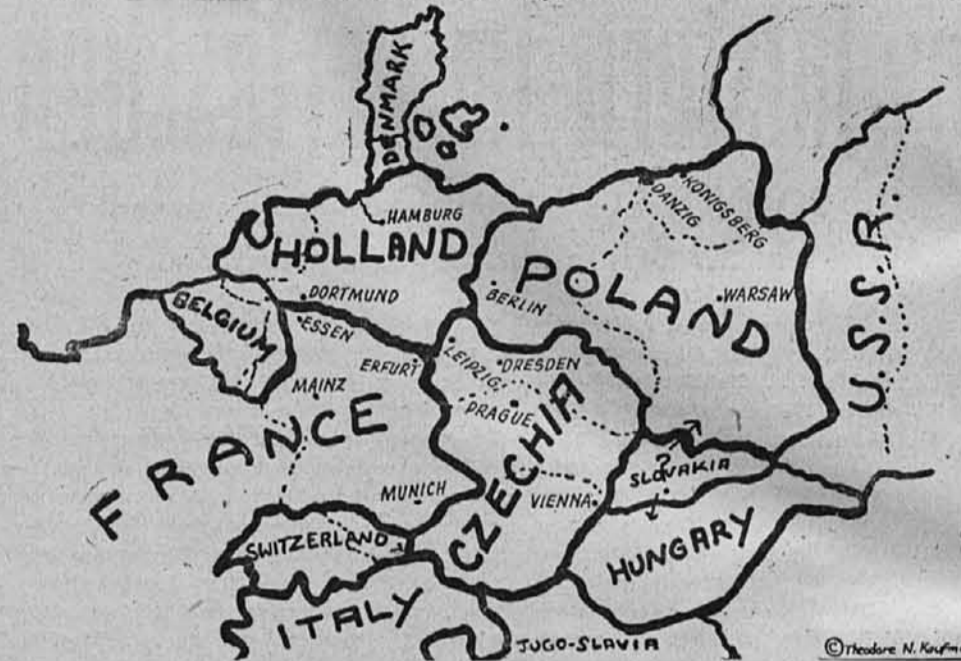 DENMARK
HAMBURG
HOLLAND
KONIGSBERG
DANZIG
U.S.S.R.
POLAND
BERLIN
WARSAW
DORTMUND
BELGIUM
ESSEN
ERFURT
LEIPZIG
DRESDEN
MAINZ
PRAGUE
FRANCE
CZECHIA
?
SLOVAKIA
MUNICH
VIENNA
SWITZERLAND
HUNGARY
ITALY
JUGO-SLAVIA
© Theodore N.